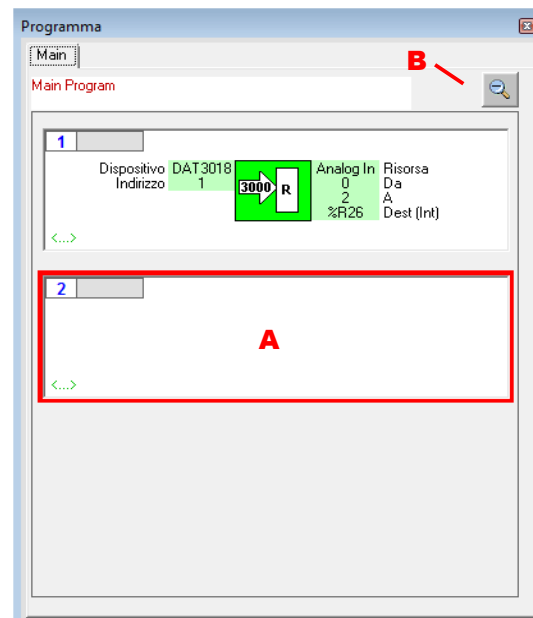 Programma
Main
B
Main Program
1
Dispositivo DAT3018 3000 R Analog In Risorsa
Indirizzo 1 0 Da
2 A
%R26 Dest (Int)
<...>
2
A
<...>